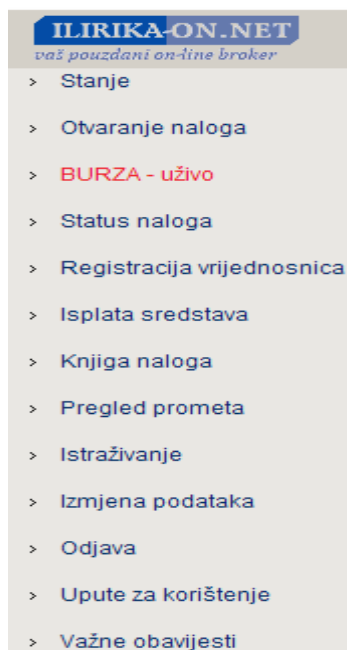 ILIRIKA-ON.NET
vaš pouzdani on-line broker
> Stanje
> Otvaranje naloga
> BURZA - uživo
> Status naloga
> Registracija vrijednosnica
> Isplata sredstava
> Knjiga naloga
> Pregled prometa
> Istraživanje
> Izmjena podataka
> Odjava
> Upute za korištenje
> Važne obavijesti